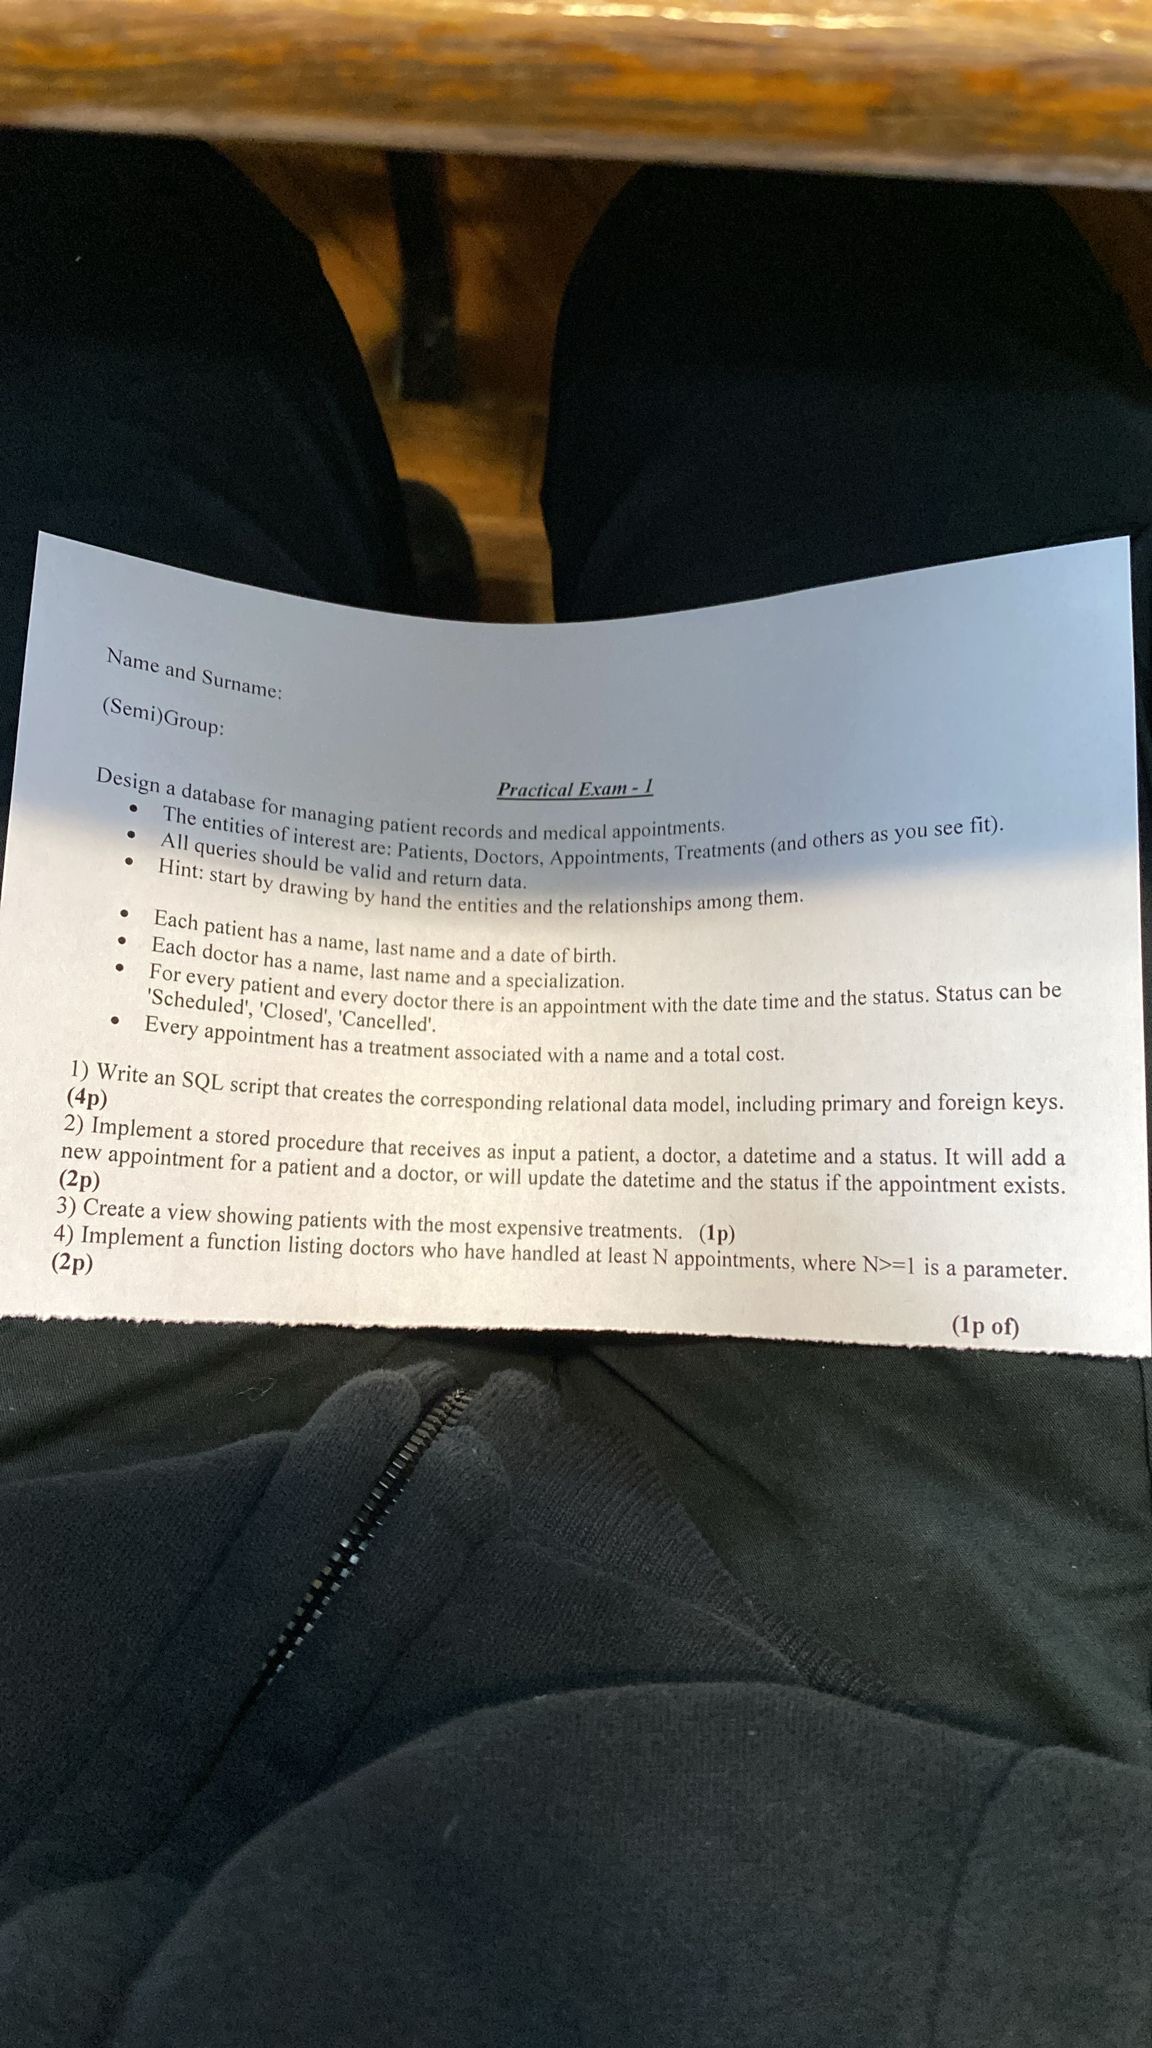 Name and Surname:
(Semi)Group:
Practical Exam - 1
Design a database for managing patient records and medical appointments.
• The entities of interest are: Patients, Doctors, Appointments, Treatments (and others as you see fit).
• All queries should be valid and return data.
• Hint: start by drawing by hand the entities and the relationships among them.
• Each patient has a name, last name and a date of birth.
• Each doctor has a name, last name and a specialization.
• For every patient and every doctor there is an appointment with the date time and the status. Status can be
'Scheduled', 'Closed', 'Cancelled'.
• Every appointment has a treatment associated with a name and a total cost.
1) Write an SQL script that creates the corresponding relational data model, including primary and foreign keys.
(4p)
2) Implement a stored procedure that receives as input a patient, a doctor, a datetime and a status. It will add a
new appointment for a patient and a doctor, or will update the datetime and the status if the appointment exists.
(2p)
3) Create a view showing patients with the most expensive treatments. (1p)
4) Implement a function listing doctors who have handled at least N appointments, where N>=1 is a parameter.
(2p)
(1p of)